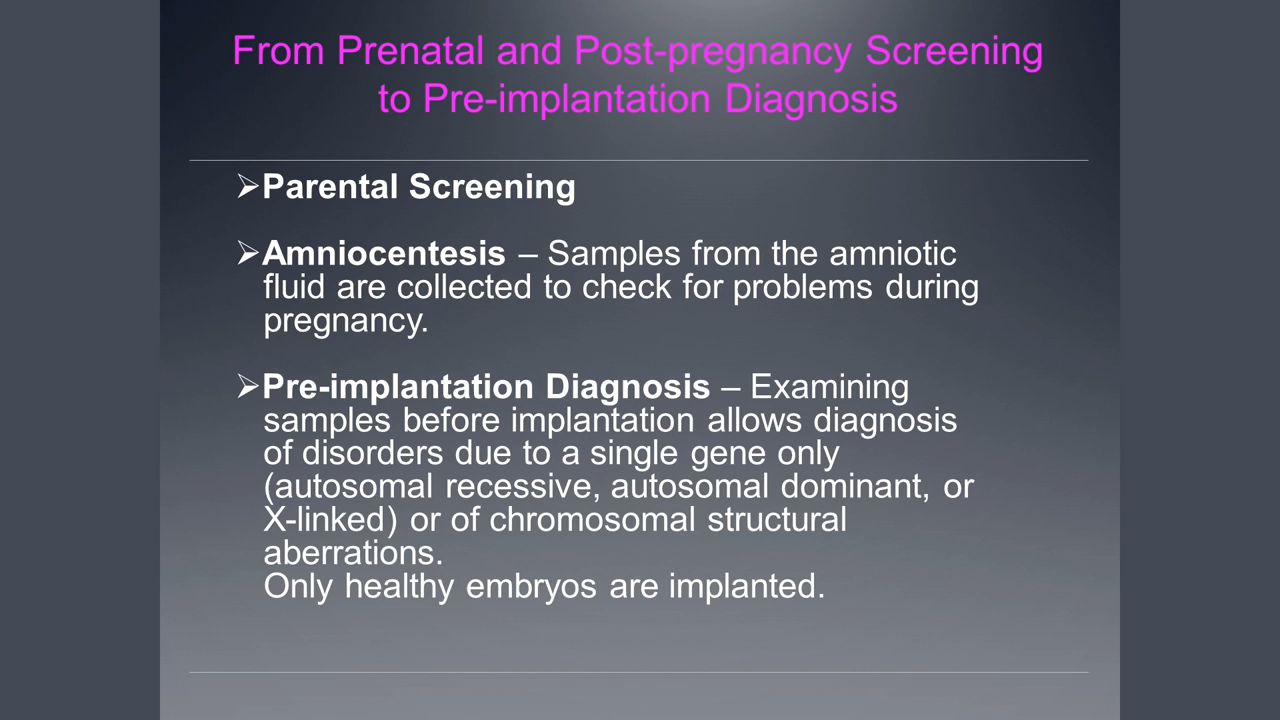 From Prenatal and Post-pregnancy Screening
to Pre-implantation Diagnosis
➢Parental Screening
➢Amniocentesis – Samples from the amniotic
fluid are collected to check for problems during
pregnancy.
➢Pre-implantation Diagnosis – Examining
samples before implantation allows diagnosis
of disorders due to a single gene only
(autosomal recessive, autosomal dominant, or
X-linked) or of chromosomal structural
aberrations.
Only healthy embryos are implanted.